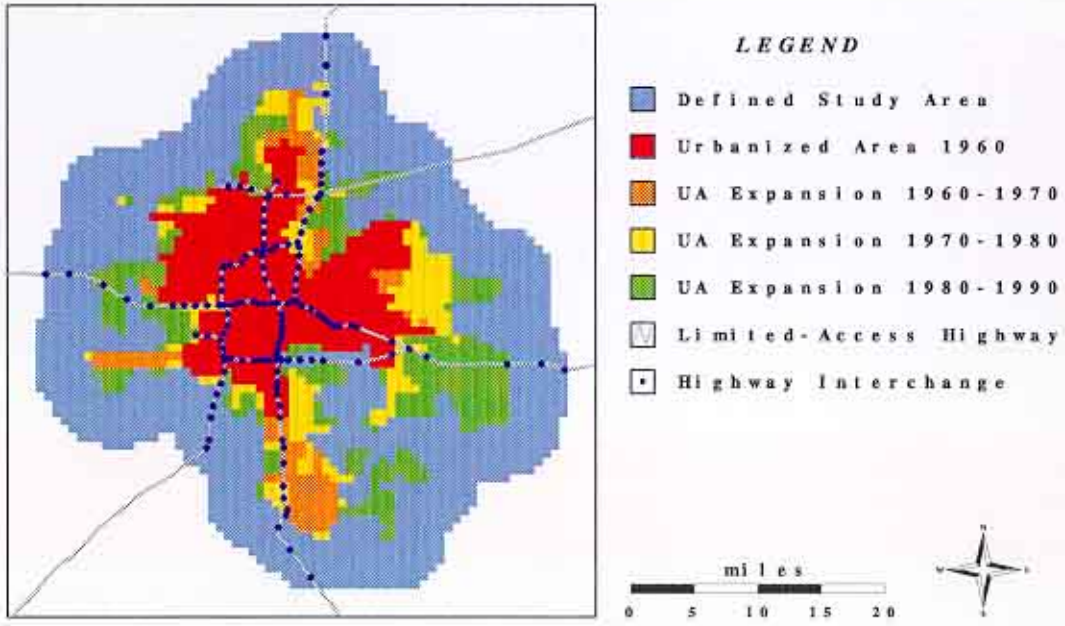 LEGEND
Defined Study Area
Urbanized Area 1960
UA Expansion 1960-1970
UA Expansion 1970-1980
UA Expansion 1980-1990
Limited-Access Highway
Highway Interchange
miles
0 5 10 15 20
N
W E
S